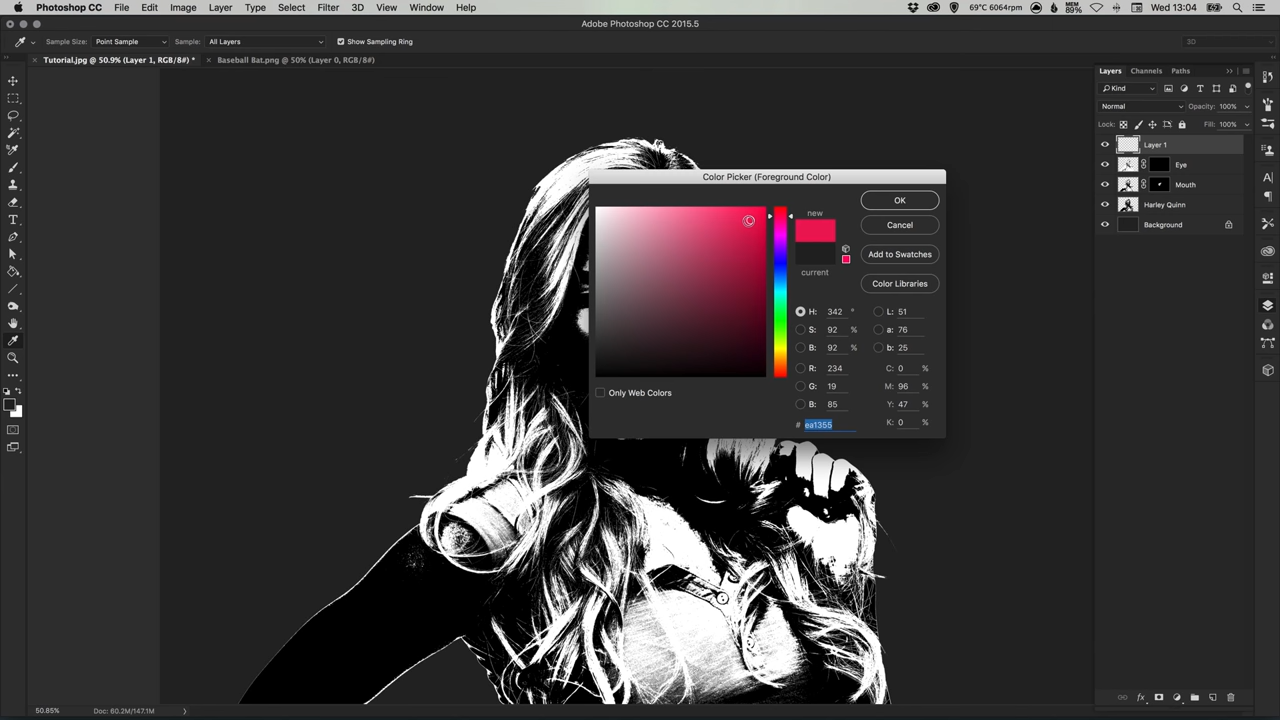 Photoshop CC File Edit Image Layer Type Select Filter 3D View Window Help 69°C 6064rpm MEM 89% Wed 13:04
Adobe Photoshop CC 2015.5
Sample Size: Point Sample Sample: All Layers Show Sampling Ring 3D
Tutorial.jpg @ 50.9% (Layer 1, RGB/8#) * Baseball Bat.png @ 50% (Layer 0, RGB/8#)
Layers Channels Paths
Kind
Normal Opacity: 100%
Lock: Fill: 100%
Layer 1
Eye
Mouth
Harley Quinn
Background
Color Picker (Foreground Color)
new
current
OK
Cancel
Add to Swatches
Color Libraries
H: 342 ° L: 51
S: 92 % a: 76
B: 92 % b: 25
R: 234 C: 0 %
G: 19 M: 96 %
B: 85 Y: 47 %
# ea1355 K: 0 %
Only Web Colors
50.85% Doc: 60.2M/147.1M